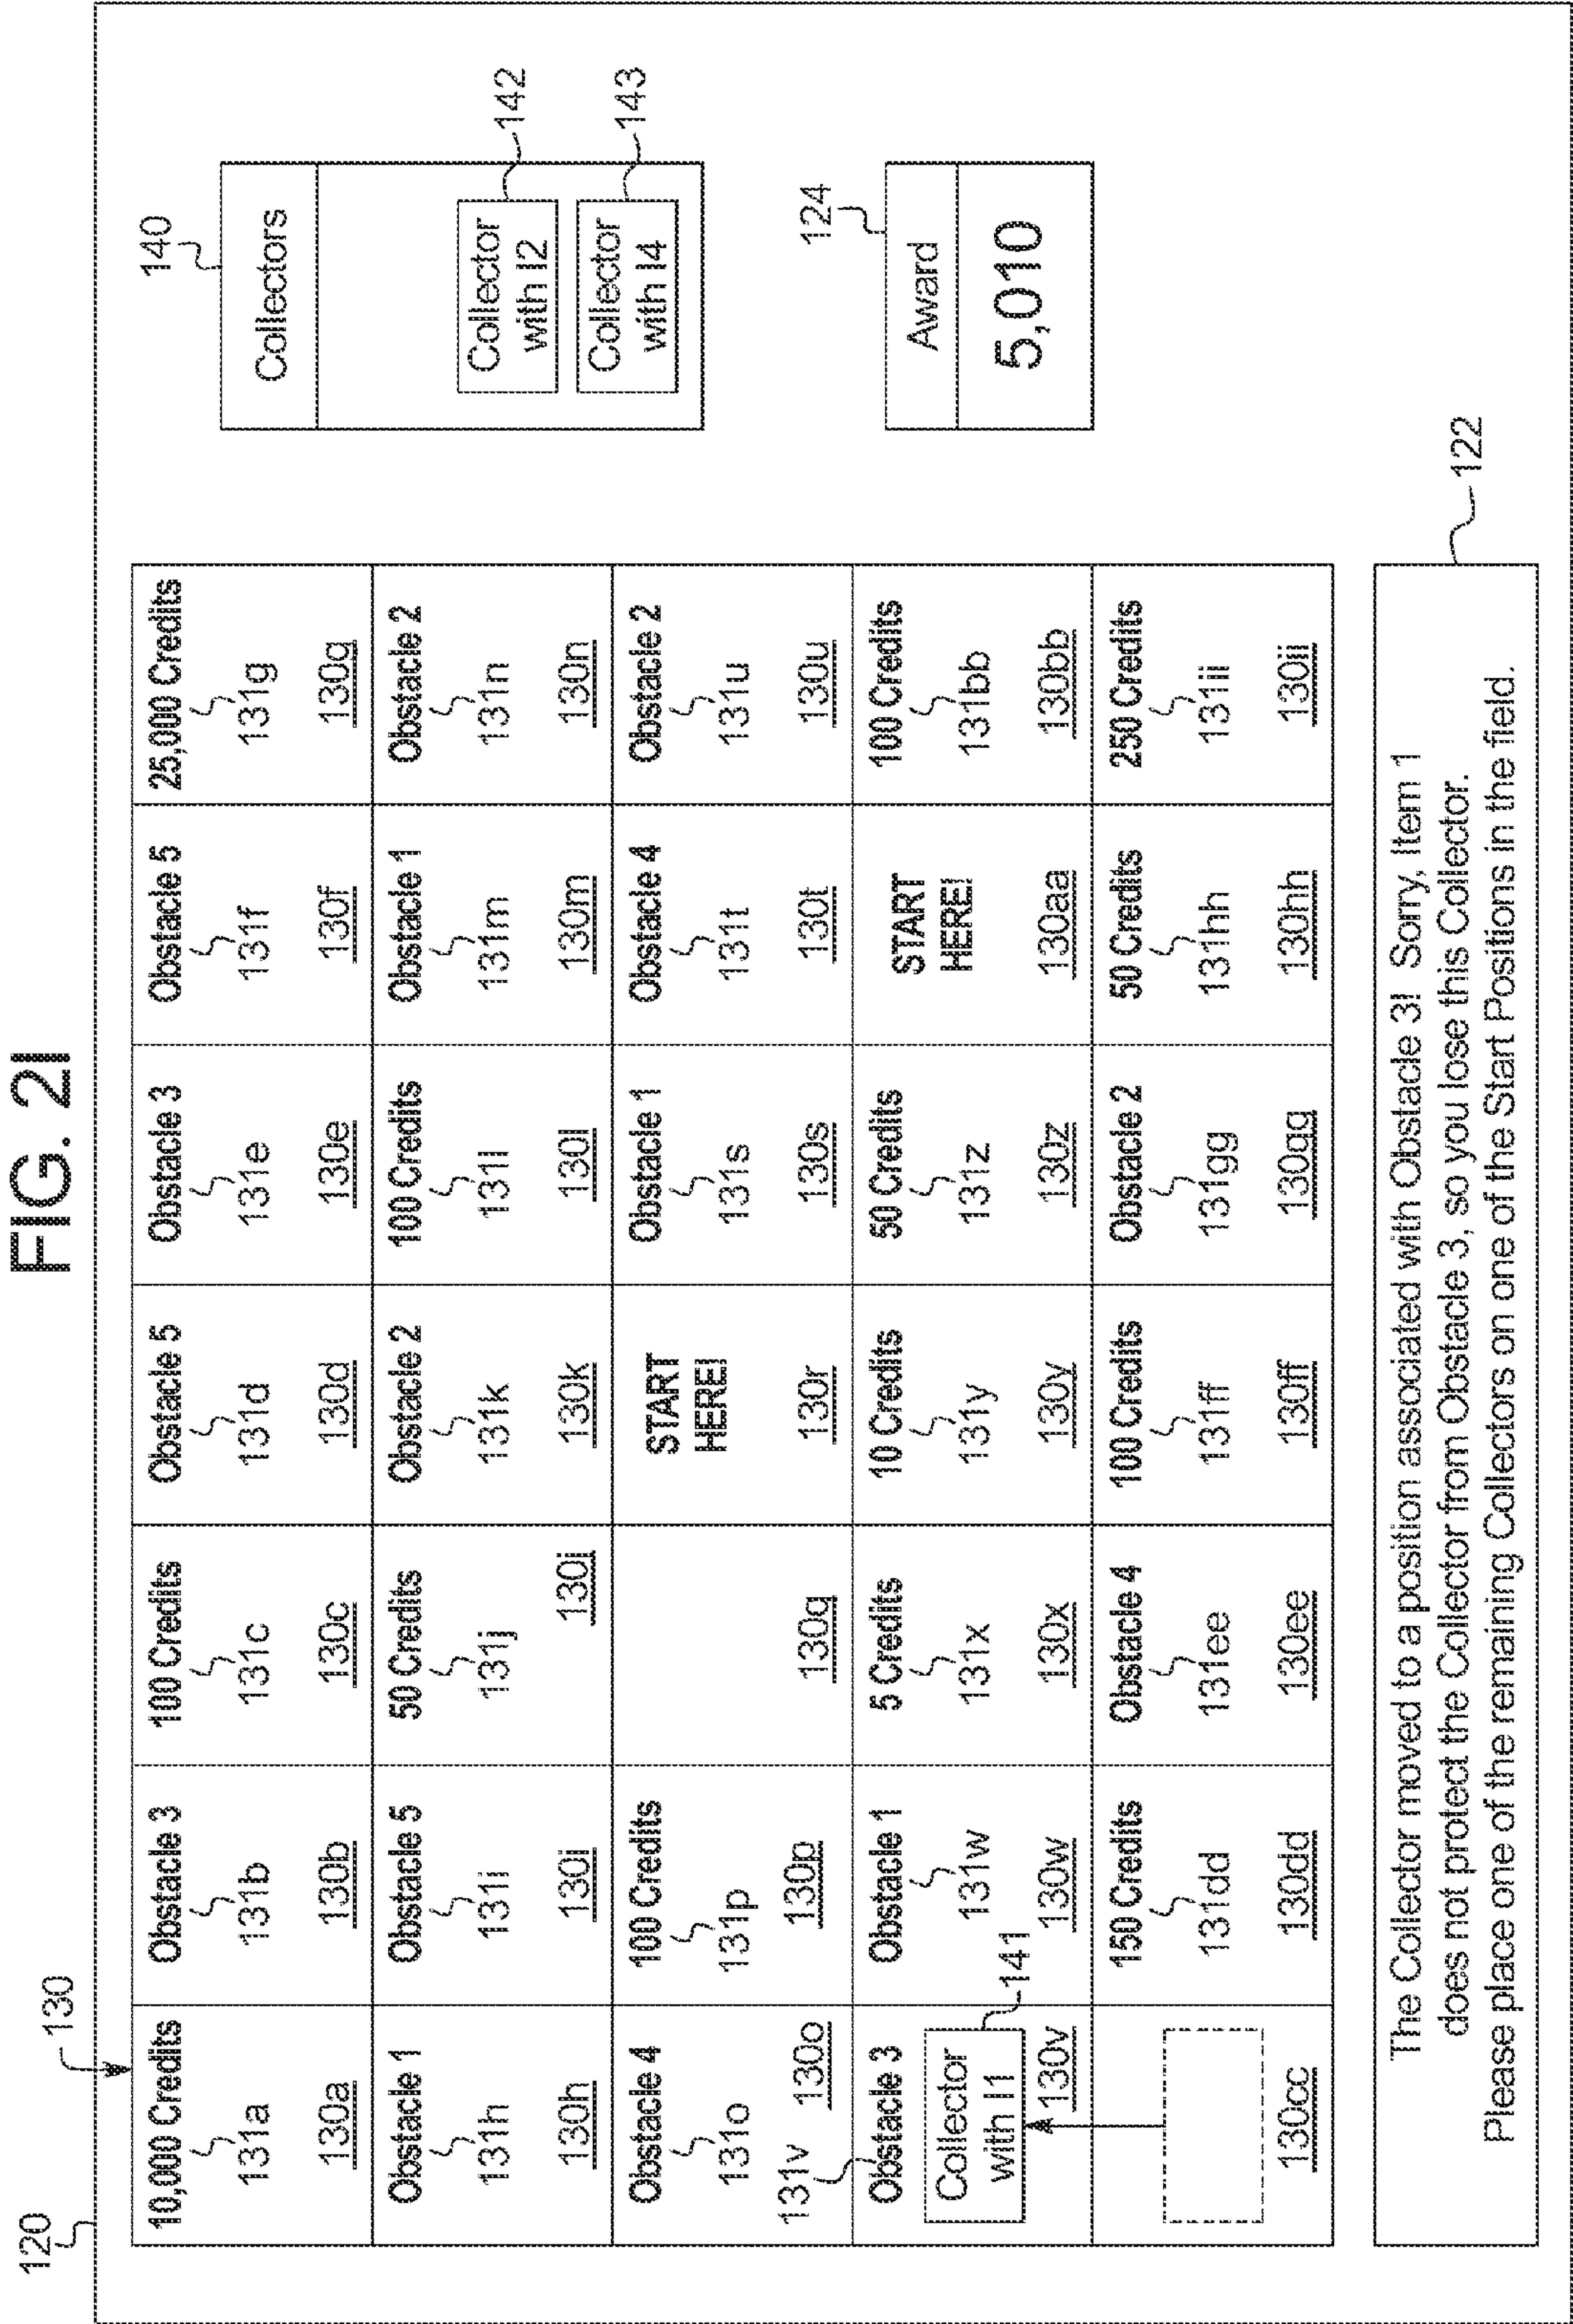 FIG. 2I
120
130
10,000 Credits
131a
130a
Obstacle 3
131b
130b
100 Credits
131c
130c
Obstacle 5
131d
130d
Obstacle 3
131e
130e
Obstacle 5
131f
130f
25,000 Credits
131g
130g
Obstacle 1
131h
130h
Obstacle 5
131i
130i
50 Credits
131j
130j
Obstacle 2
131k
130k
100 Credits
131l
130l
Obstacle 1
131m
130m
Obstacle 2
131n
130n
Obstacle 4
131o
130o
100 Credits
131p
130p
130q
START
HERE!
130r
Obstacle 1
131s
130s
Obstacle 4
131t
130t
Obstacle 2
131u
130u
131v
Obstacle 3
Collector
with I1
141
130v
Obstacle 1
131w
130w
5 Credits
131x
130x
10 Credits
131y
130y
50 Credits
131z
130z
START
HERE!
130aa
100 Credits
131bb
130bb
130cc
150 Credits
131dd
130dd
Obstacle 4
131ee
130ee
100 Credits
131ff
130ff
Obstacle 2
131gg
130gg
50 Credits
131hh
130hh
250 Credits
131ii
130ii
140
Collectors
Collector
with I2
142
Collector
with I4
143
124
Award
5,010
122
The Collector moved to a position associated with Obstacle 3! Sorry, Item 1
does not protect the Collector from Obstacle 3, so you lose this Collector.
Please place one of the remaining Collectors on one of the Start Positions in the field.